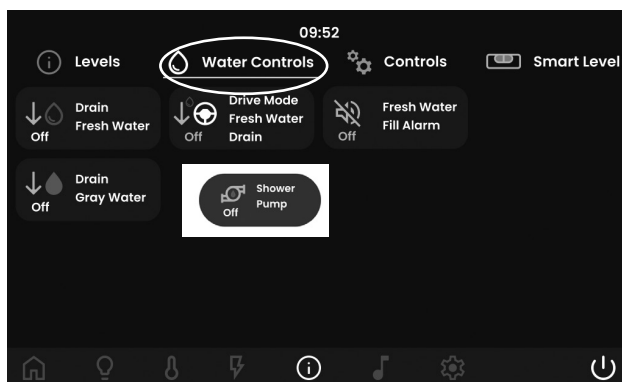 09:52
Levels
Water Controls
Controls
Smart Level
Drain
Fresh Water
Off
Drive Mode
Fresh Water
Drain
Off
Fresh Water
Fill Alarm
Off
Drain
Gray Water
Off
Shower
Pump
Off